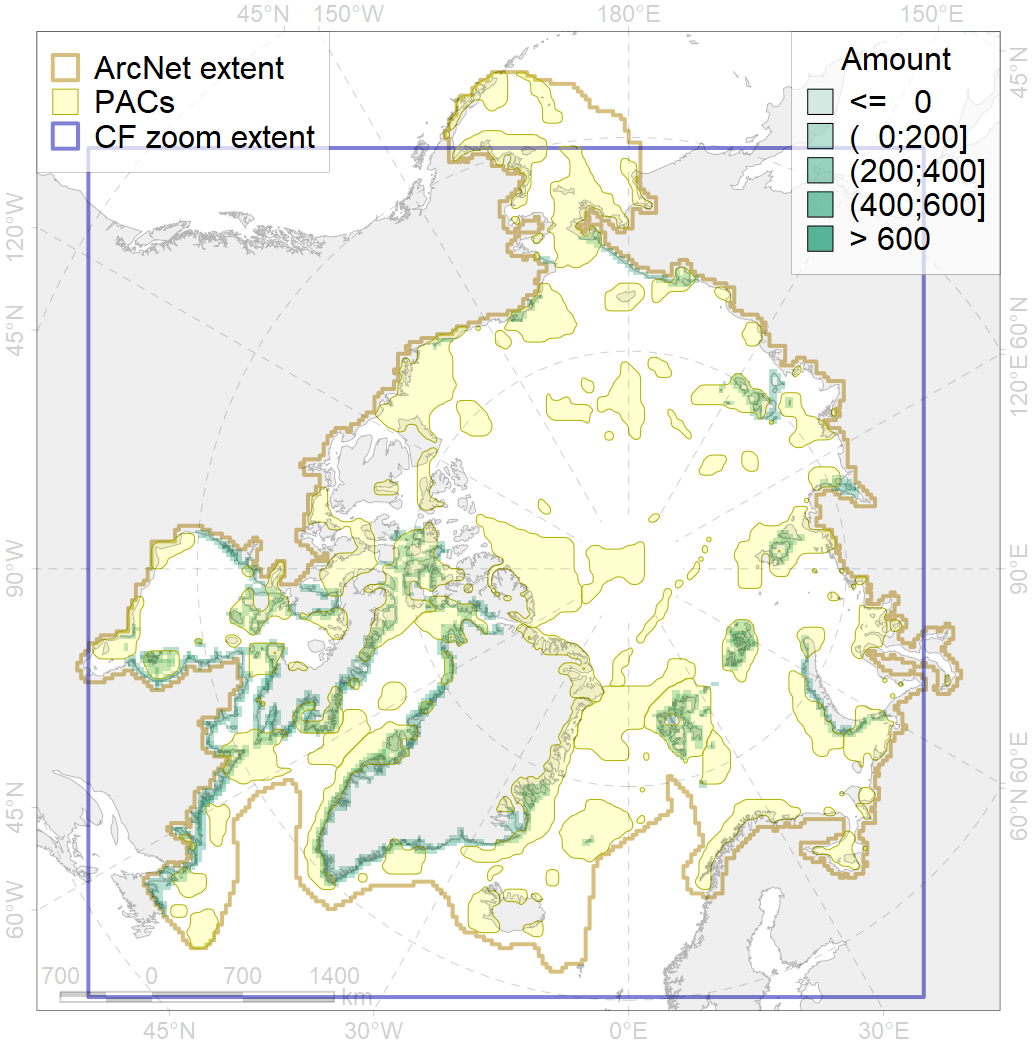 45°N 150°W 180°E 150°E
ArcNet extent
PACs
CF zoom extent
Amount
<= 0
( 0;200]
(200;400]
(400;600]
> 600
45°N
120°W
60°N
45°N
120°E
90°W
90°E
60°E
45°N
60°N
60°W
700 0 700 1400
km
45°N 30°W 0°E 30°E